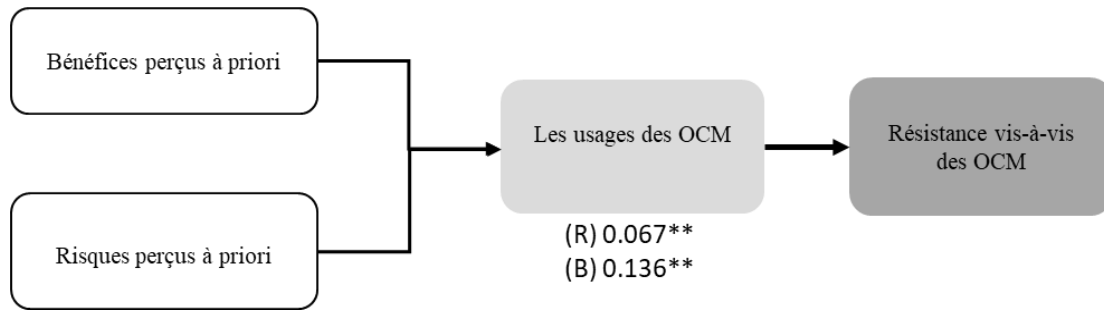 Bénéfices perçus à priori
Risques perçus à priori
Les usages des OCM
(R) 0.067**
(B) 0.136**
Résistance vis-à-vis
des OCM